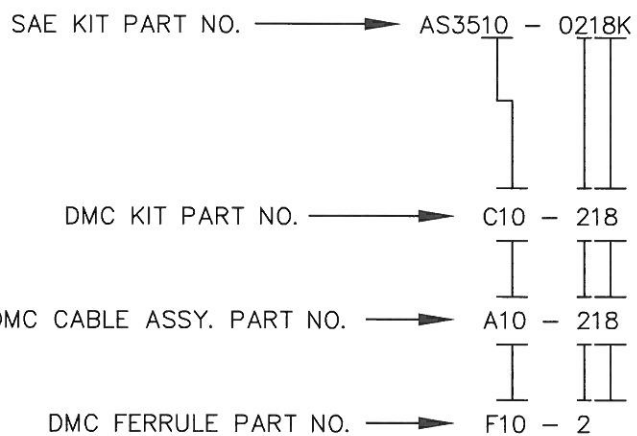 SAE KIT PART NO. AS3510 - 0218K
DMC KIT PART NO. C10 - 218
DMC CABLE ASSY. PART NO. A10 - 218
DMC FERRULE PART NO. F10 - 2